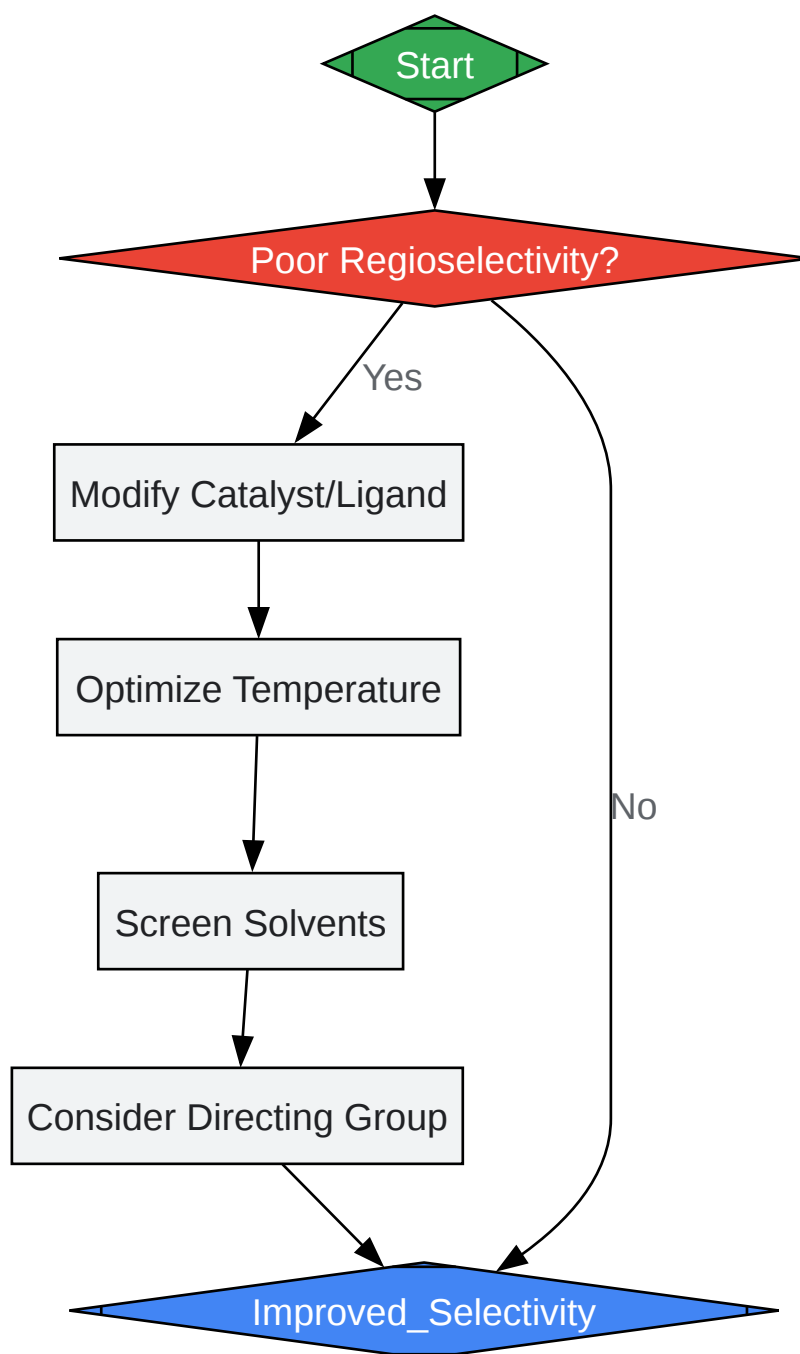 Start
Poor Regioselectivity?
Yes
Modify Catalyst/Ligand
Optimize Temperature
No
Screen Solvents
Consider Directing Group
Improved_Selectivity